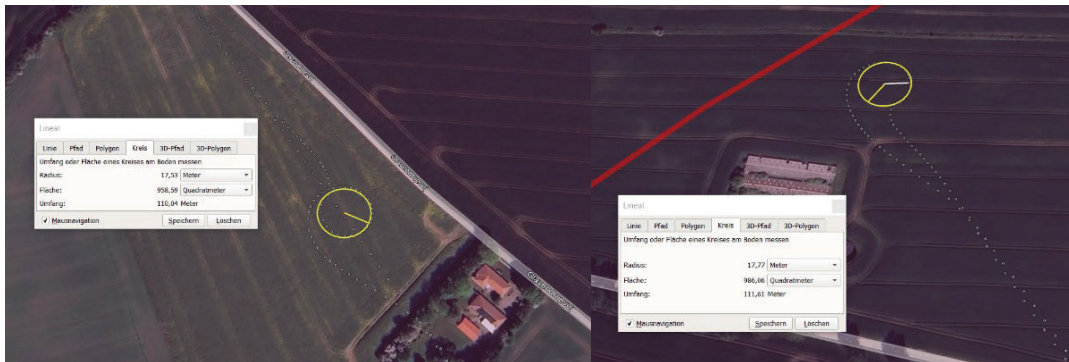 Lineal
Linie Pfad Polygon Kreis 3D-Pfad 3D-Polygon
Umfang oder Fläche eines Kreises am Boden messen
Radius: 17,53 Meter
Fläche: 958,59 Quadratmeter
Umfang: 110,04 Meter
Mausnavigation Speichern Löschen
Lineal
Linie Pfad Polygon Kreis 3D-Pfad 3D-Polygon
Umfang oder Fläche eines Kreises am Boden messen
Radius: 17,77 Meter
Fläche: 986,06 Quadratmeter
Umfang: 111,61 Meter
Mausnavigation Speichern Löschen